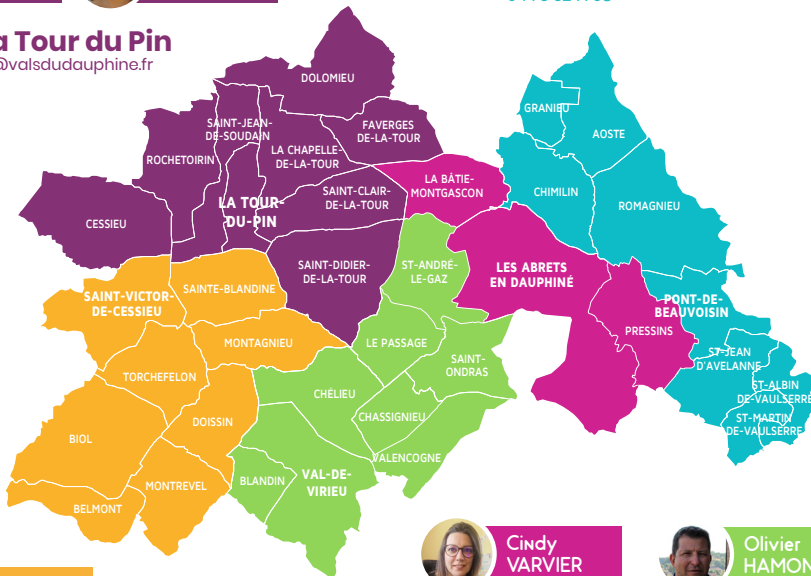 a Tour du Pin
@valsdudauphine.fr
DOLOMIEU
GRANIEU
AOSTE
SAINT-JEAN-
DE-SOUDAIN
FAVERGES
DE-LA-TOUR
ROCHETOIRIN
LA CHAPELLE-
DE-LA-TOUR
LA BÂTIE-
MONTGASCON
CHIMILIN
ROMAGNIEU
SAINT-CLAIR-
DE-LA-TOUR
LA TOUR-
DU-PIN
CESSIEU
SAINT-DIDIER-
DE-LA-TOUR
ST-ANDRÉ-
LE-GAZ
LES ABRETS
EN DAUPHINÉ
SAINT-VICTOR-
DE-CESSIEU
SAINTE-BLANDINE
PONT-DE-
BEAUVOISIN
PRESSINS
MONTAGNIEU
LE PASSAGE
SAINT-
ONDRAS
ST-JEAN
D'AVELANNE
TORCHEFELON
CHÉLIEU
ST-ALBIN
DE-VAULSERRE
CHASSIGNIEU
DOISSIN
ST-MARTIN
DE-VAULSERRE
BIOL
VALENCOGNE
MONTREVEL
BLANDIN
VAL-DE-
VIRIEU
BELMONT
Cindy
VARVIER
Olivier
HAMON